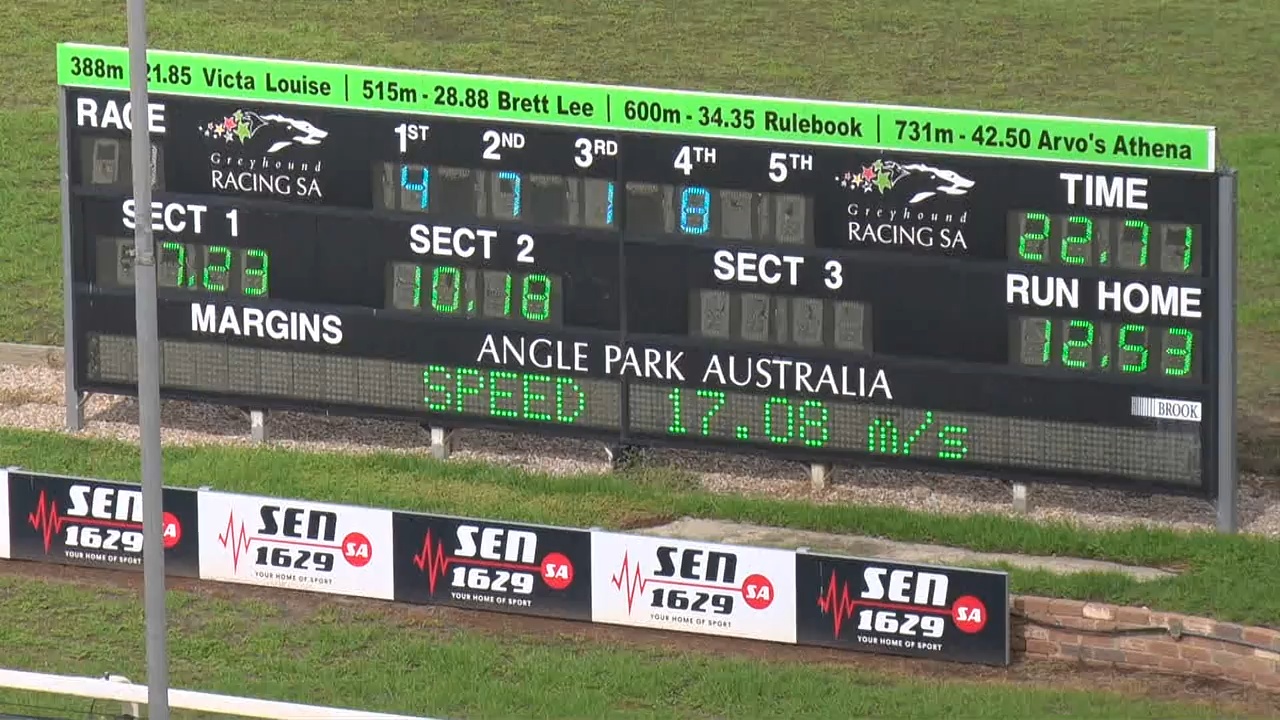 388m 21.85 Victa Louise | 515m - 28.88 Brett Lee | 600m - 34.35 Rulebook | 731m - 42.50 Arvo's Athena
RACE
Greyhound
RACING SA
1ST 2ND 3RD 4TH 5TH
4 7 1 8
Greyhound
RACING SA
TIME
22.71
SECT 1
7.23
SECT 2
10.18
SECT 3
RUN HOME
12.53
MARGINS
ANGLE PARK AUSTRALIA
SPEED 17.08 m/s
BROOK
SEN
1629 SA
YOUR HOME OF SPORT
SEN
1629 SA
YOUR HOME OF SPORT
SEN
1629 SA
YOUR HOME OF SPORT
SEN
1629 SA
YOUR HOME OF SPORT
SEN
1629 SA
YOUR HOME OF SPORT